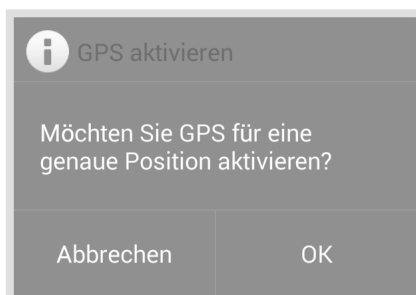 GPS aktivieren
Möchten Sie GPS für eine
genaue Position aktivieren?
Abbrechen
OK